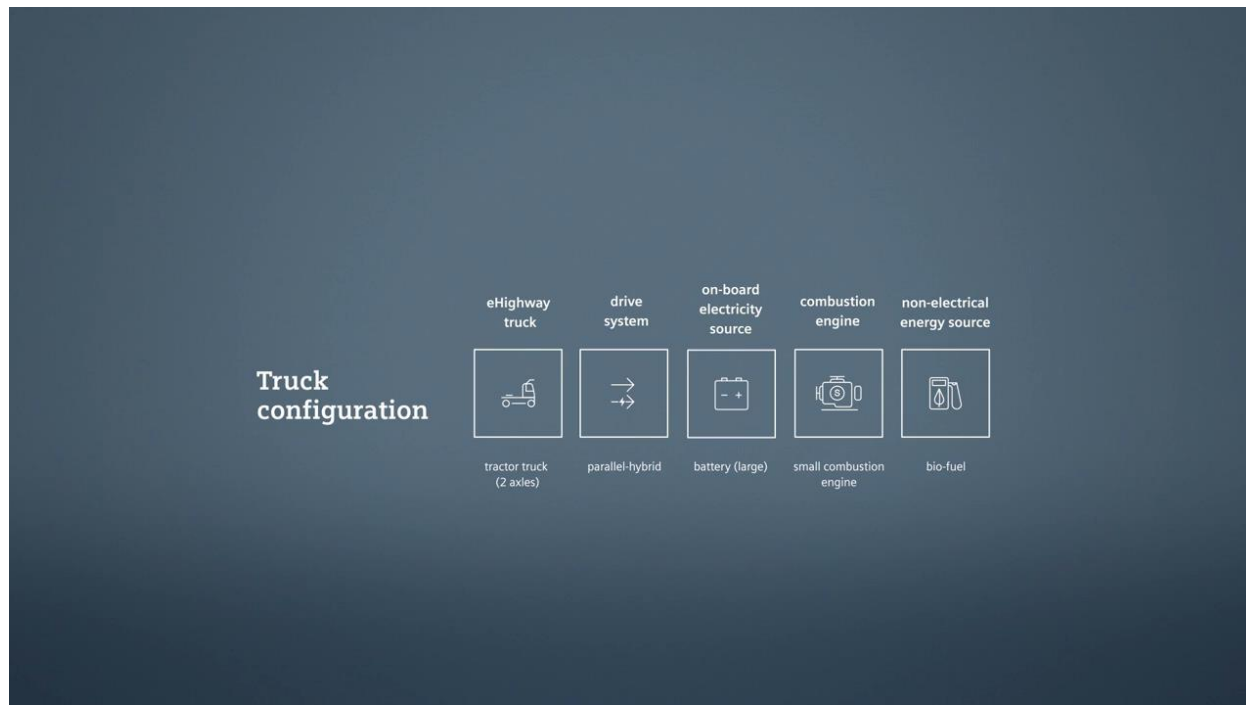 Truck
configuration
eHighway
truck
drive
system
on-board
electricity
source
combustion
engine
non-electrical
energy source
- +
S
tractor truck
(2 axles)
parallel-hybrid
battery (large)
small combustion
engine
bio-fuel